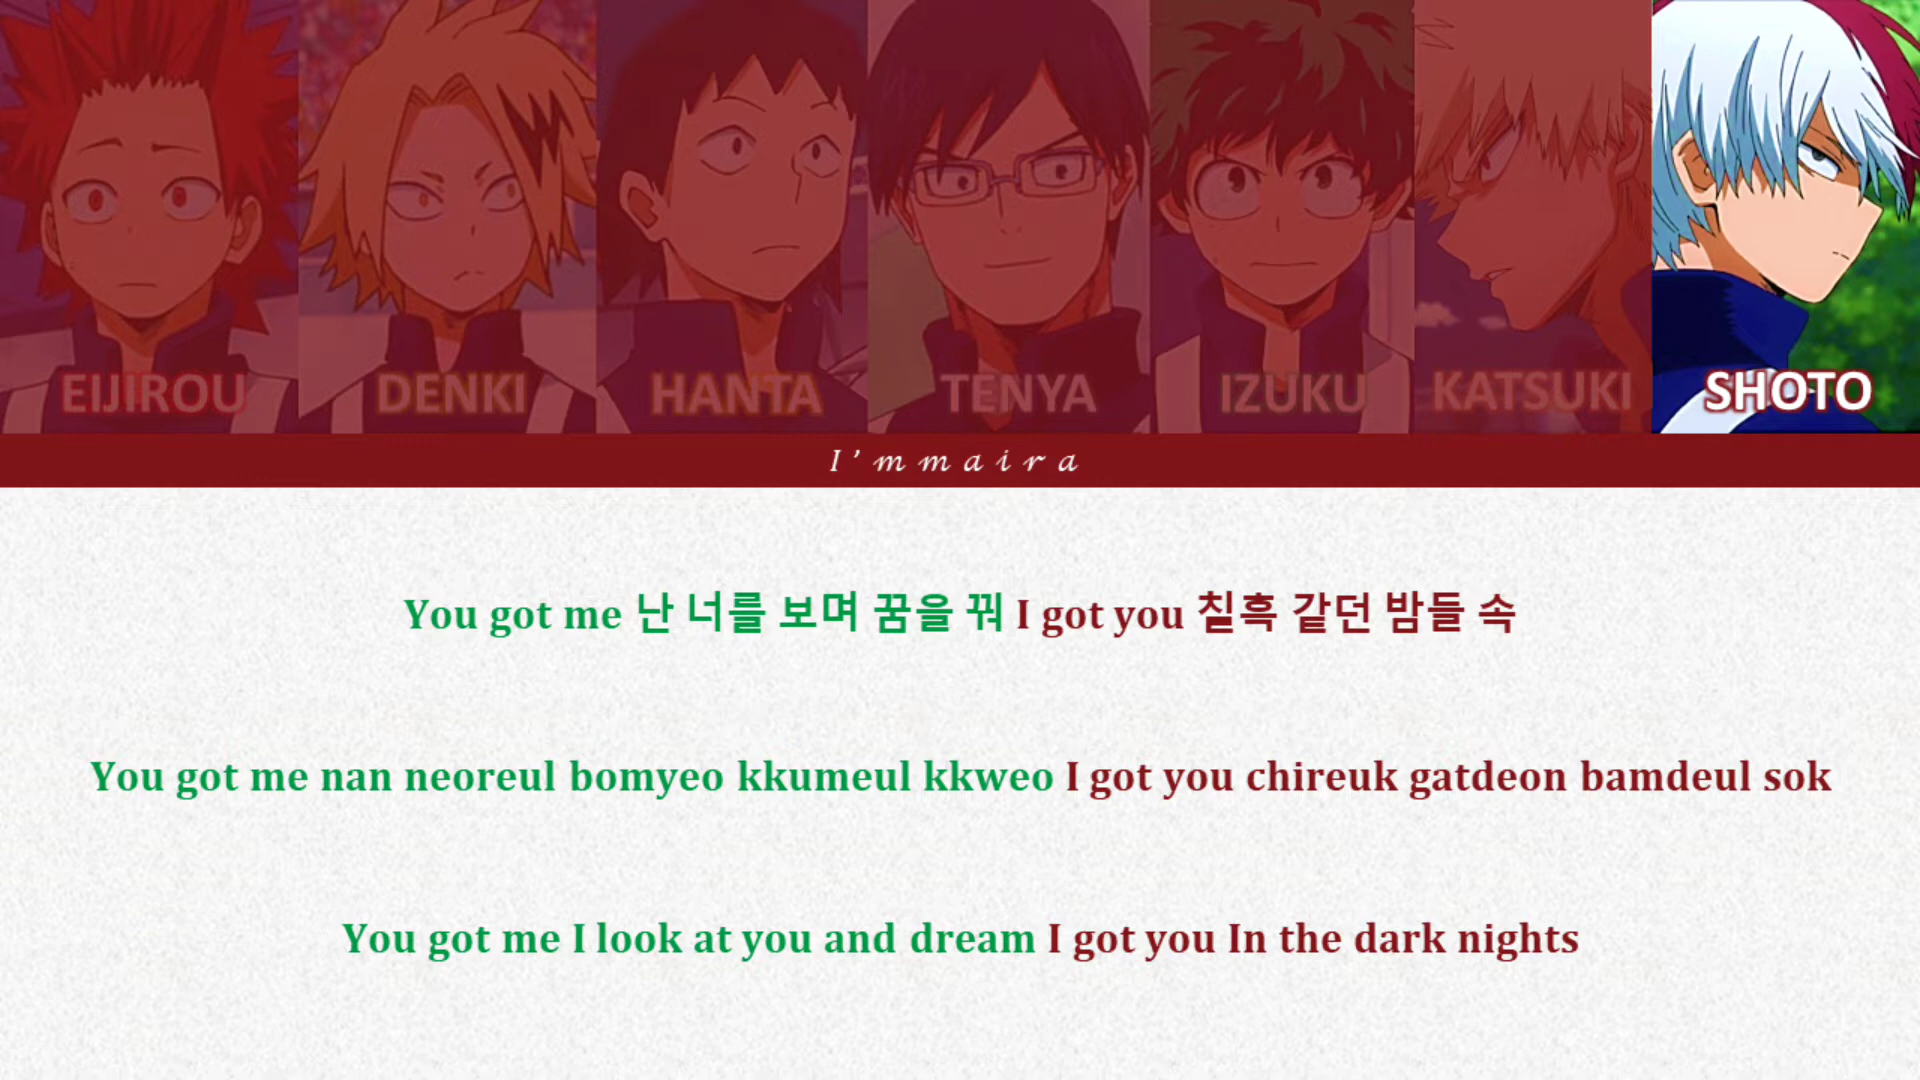 EIJIROU DENKI HANTA TENYA IZUKU KATSUKI SHOTO
I'mmaira
You got me 난 너를 보며 꿈을 꿔 I got you 칠흑 같던 밤들 속
You got me nan neoreul bomyeo kkumeul kkweo I got you chireuk gatdeon bamdeul sok
You got me I look at you and dream I got you In the dark nights